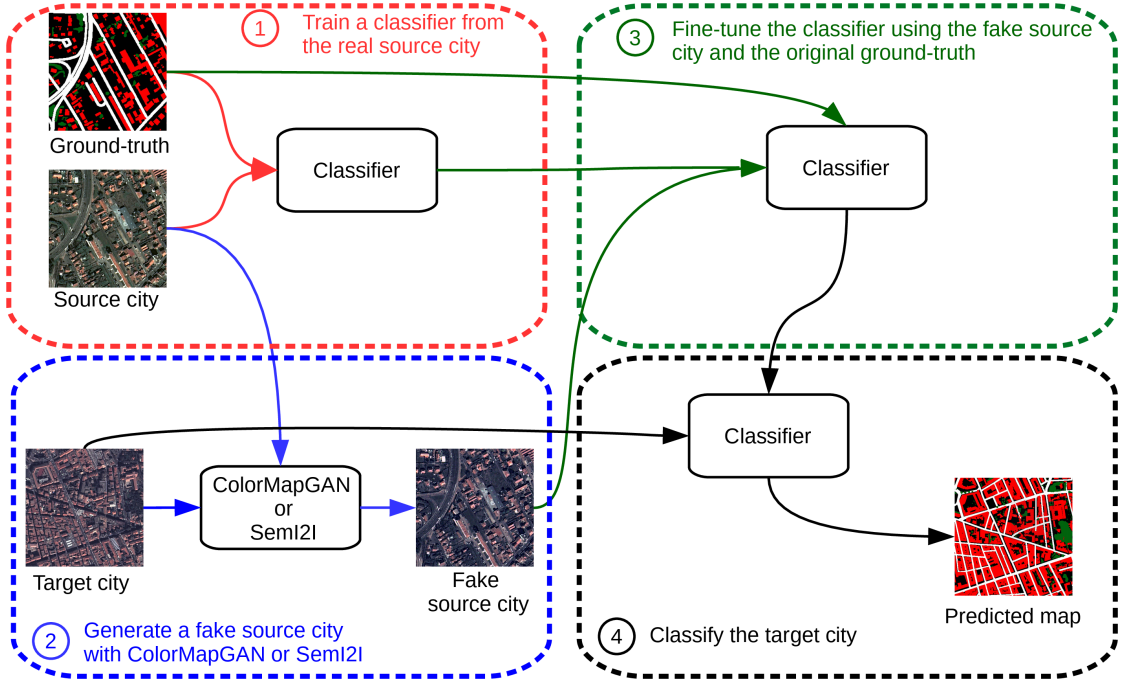 1
Train a classifier from
the real source city
Ground-truth
Classifier
Source city
3
Fine-tune the classifier using the fake source
city and the original ground-truth
Classifier
Target city
ColorMapGAN
or
SemI2I
Fake
source city
2
Generate a fake source city
with ColorMapGAN or SemI2I
Classifier
Predicted map
4
Classify the target city